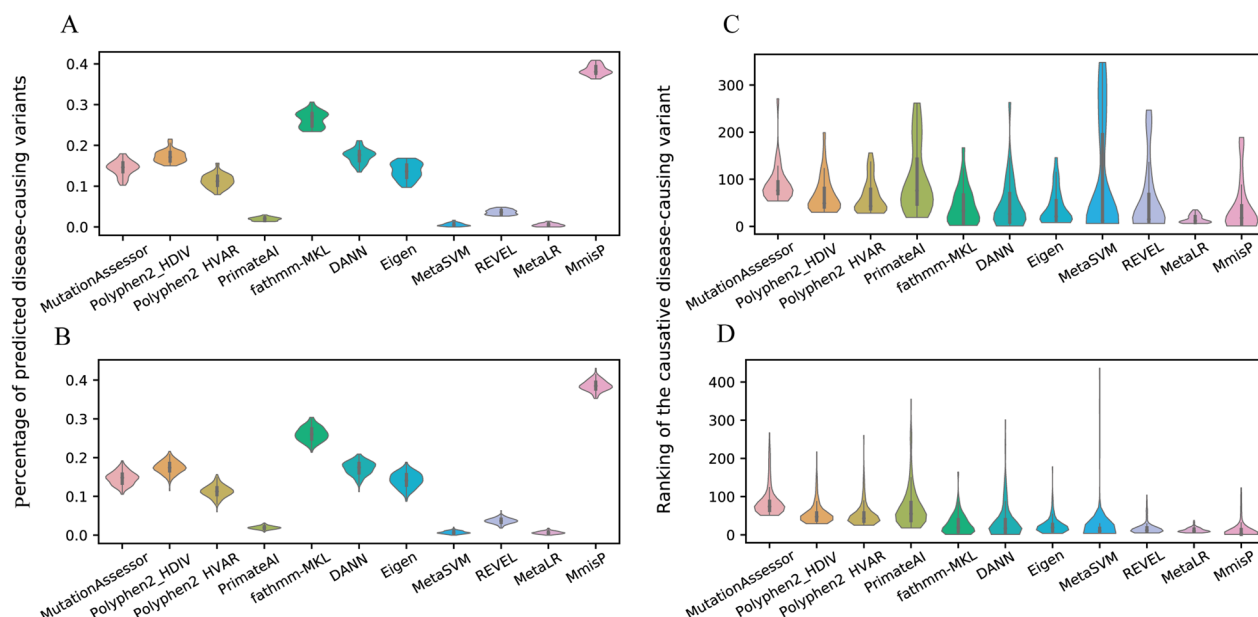 A
Percentage of predicted disease-causing variants
0.4
0.3
0.2
0.1
0.0
MutationAssessor
Polyphen2_HDIV
Polyphen2_HVAR
PrimateAI
fathmm-MKL
DANN
Eigen
MetaSVM
REVEL
MetaLR
MmisP
B
0.4
0.3
0.2
0.1
0.0
MutationAssessor
Polyphen2_HDIV
Polyphen2_HVAR
PrimateAI
fathmm-MKL
DANN
Eigen
MetaSVM
REVEL
MetaLR
MmisP
C
Ranking of the causative disease-causing variant
300
200
100
0
MutationAssessor
Polyphen2_HDIV
Polyphen2_HVAR
PrimateAI
fathmm-MKL
DANN
Eigen
MetaSVM
REVEL
MetaLR
MmisP
D
400
300
200
100
0
MutationAssessor
Polyphen2_HDIV
Polyphen2_HVAR
PrimateAI
fathmm-MKL
DANN
Eigen
MetaSVM
REVEL
MetaLR
MmisP